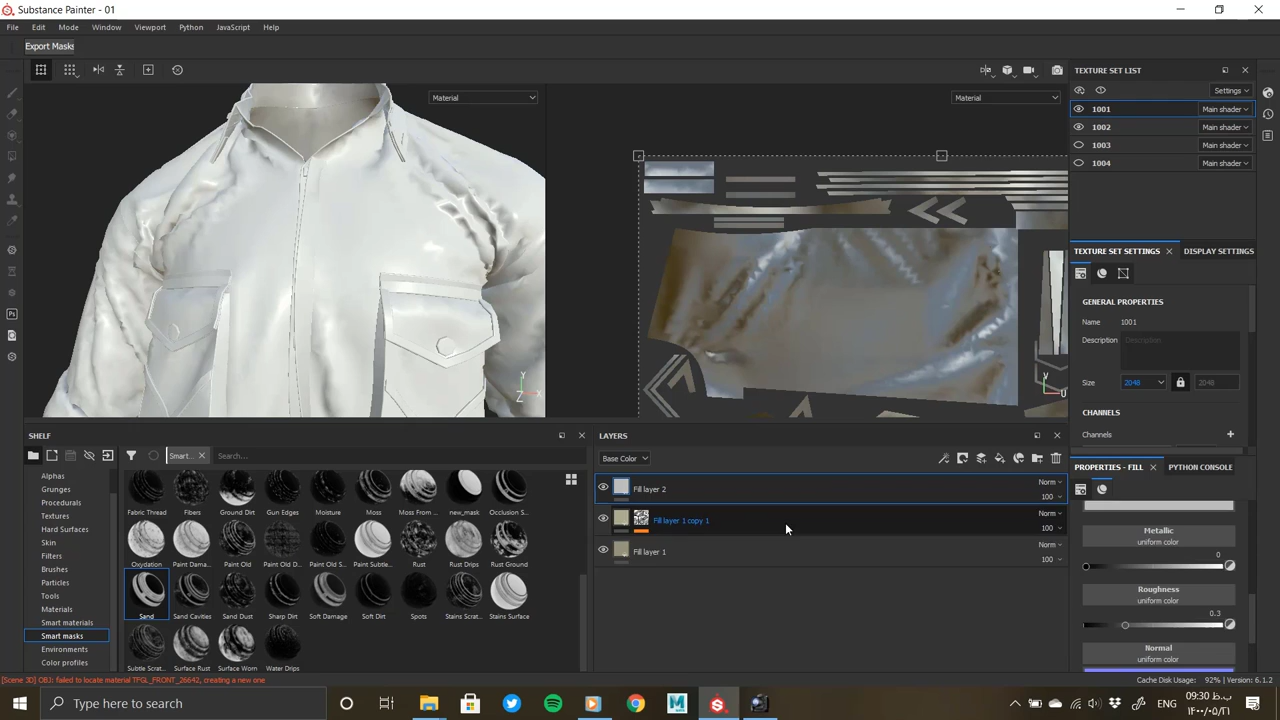 Substance Painter - 01
File Edit Mode Window Viewport Python JavaScript Help
Export Masks
Material
Material
TEXTURE SET LIST
Settings
1001 Main shader
1002 Main shader
1003 Main shader
1004 Main shader
TEXTURE SET SETTINGS DISPLAY SETTINGS
GENERAL PROPERTIES
Name 1001
Description Description
Size 2048 2048
CHANNELS
Channels
Y
Z X
Y
U
SHELF
Smart... Search...
Alphas
Grunges
Procedurals
Textures
Hard Surfaces
Skin
Filters
Brushes
Particles
Tools
Materials
Smart materials
Smart masks
Environments
Color profiles
Fabric Thread Fibers Ground Dirt Gun Edges Moisture Moss Moss From ... new_mask Occlusion S...
Oxydation Paint Dama... Paint Old Paint Old D... Paint Old S... Paint Subtle... Rust Rust Drips Rust Ground
Sand Sand Cavities Sand Dust Sharp Dirt Soft Damage Soft Dirt Spots Stains Scrat... Stains Surface
Subtle Scrat... Surface Rust Surface Worn Water Drips
LAYERS
Base Color
Fill layer 2 Norm
100
Fill layer 1 copy 1 Norm
100
Fill layer 1 Norm
100
PROPERTIES - FILL PYTHON CONSOLE
Metallic
uniform color
0
Roughness
uniform color
0.3
Normal
uniform color
[Scene 3D] OBJ: failed to locate material TPGL_FRONT_26642, creating a new one
Cache Disk Usage: 92% | Version: 6.1.2
Type here to search
ENG
09:30 ب.ظ
۱۴۰۰/۰۵/۲۱